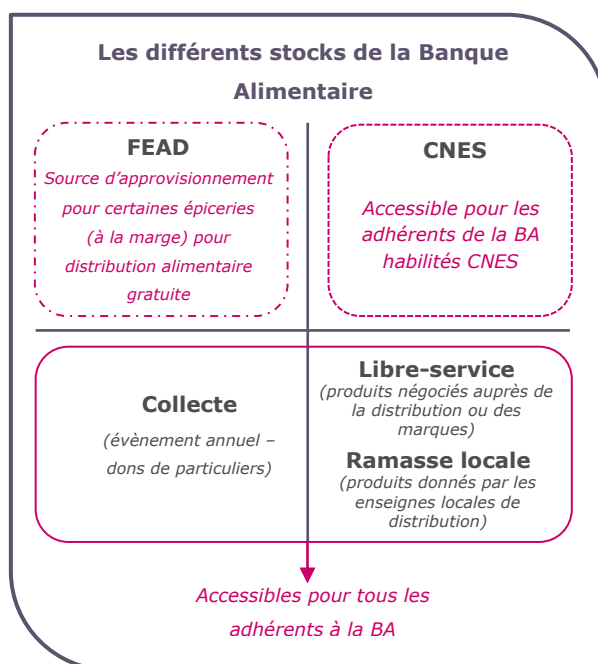 Les différents stocks de la Banque
Alimentaire
FEAD
Source d'approvisionnement
pour certaines épiceries
(à la marge) pour
distribution alimentaire
gratuite
CNES
Accessible pour les
adhérents de la BA
habilités CNES
Collecte
(évènement annuel –
dons de particuliers)
Libre-service
(produits négociés auprès de
la distribution ou des
marques)
Ramasse locale
(produits donnés par les
enseignes locales de
distribution)
Accessibles pour tous les
adhérents à la BA